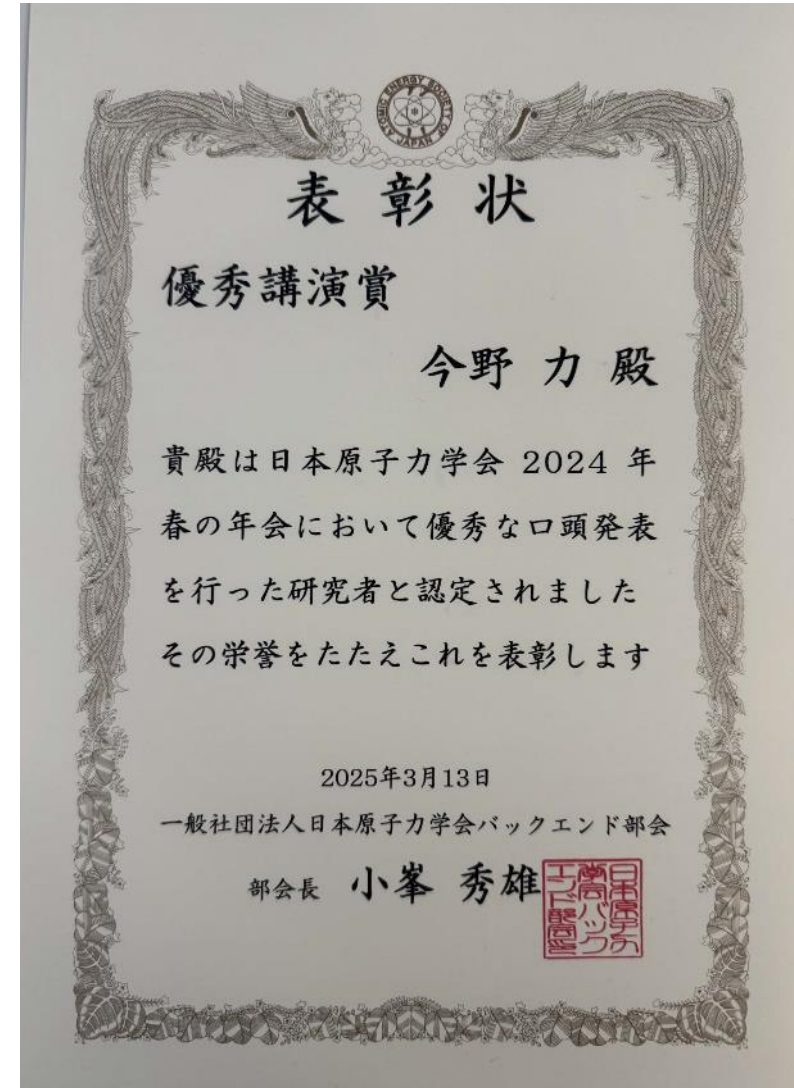 ATOMIC ENERGY SOCIETY OF JAPAN
表彰状
優秀講演賞
今野 力 殿
貴殿は日本原子力学会 2024 年
春の年会において優秀な口頭発表
を行った研究者と認定されました
その栄誉をたたえこれを表彰します
2025年3月13日
一般社団法人日本原子力学会バックエンド部会
部会長 小峯 秀雄